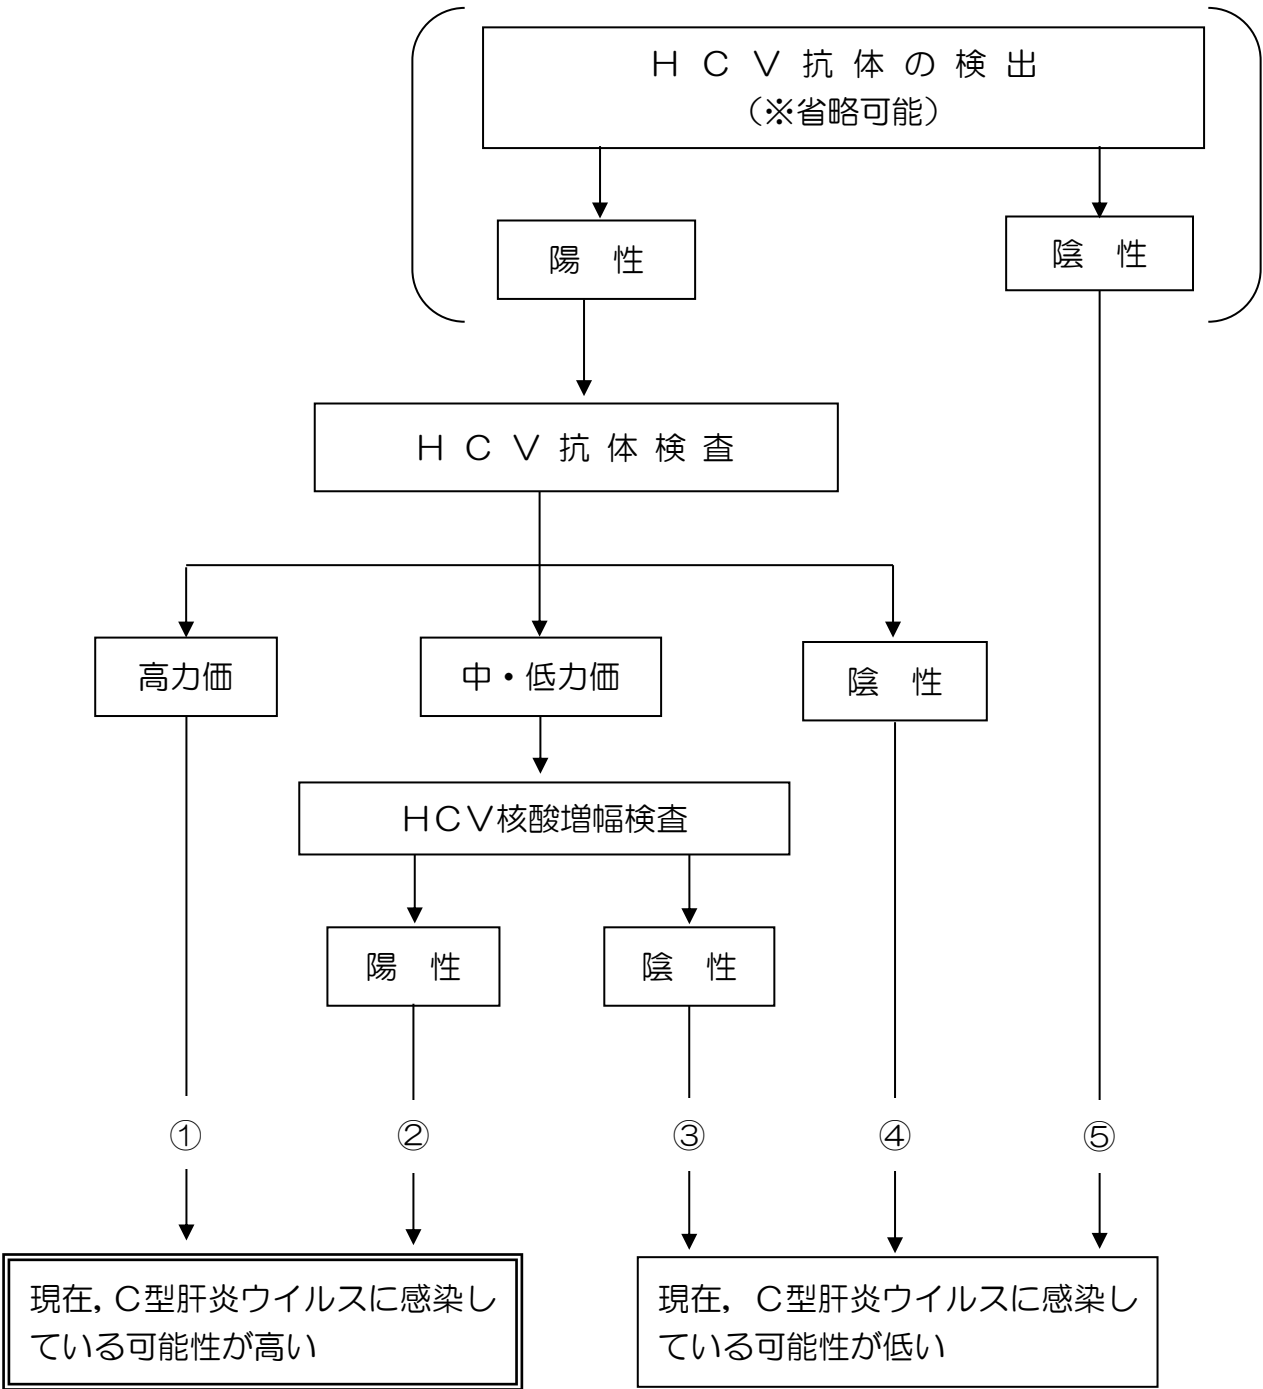 ＨＣＶ抗体の検出
（※省略可能）
陽　性
陰　性
ＨＣＶ抗体検査
高力価
中・低力価
陰　性
ＨＣＶ核酸増幅検査
陽　性
陰　性
①
②
③
④
⑤
現在，Ｃ型肝炎ウイルスに感染し
ている可能性が高い
現在，Ｃ型肝炎ウイルスに感染し
ている可能性が低い